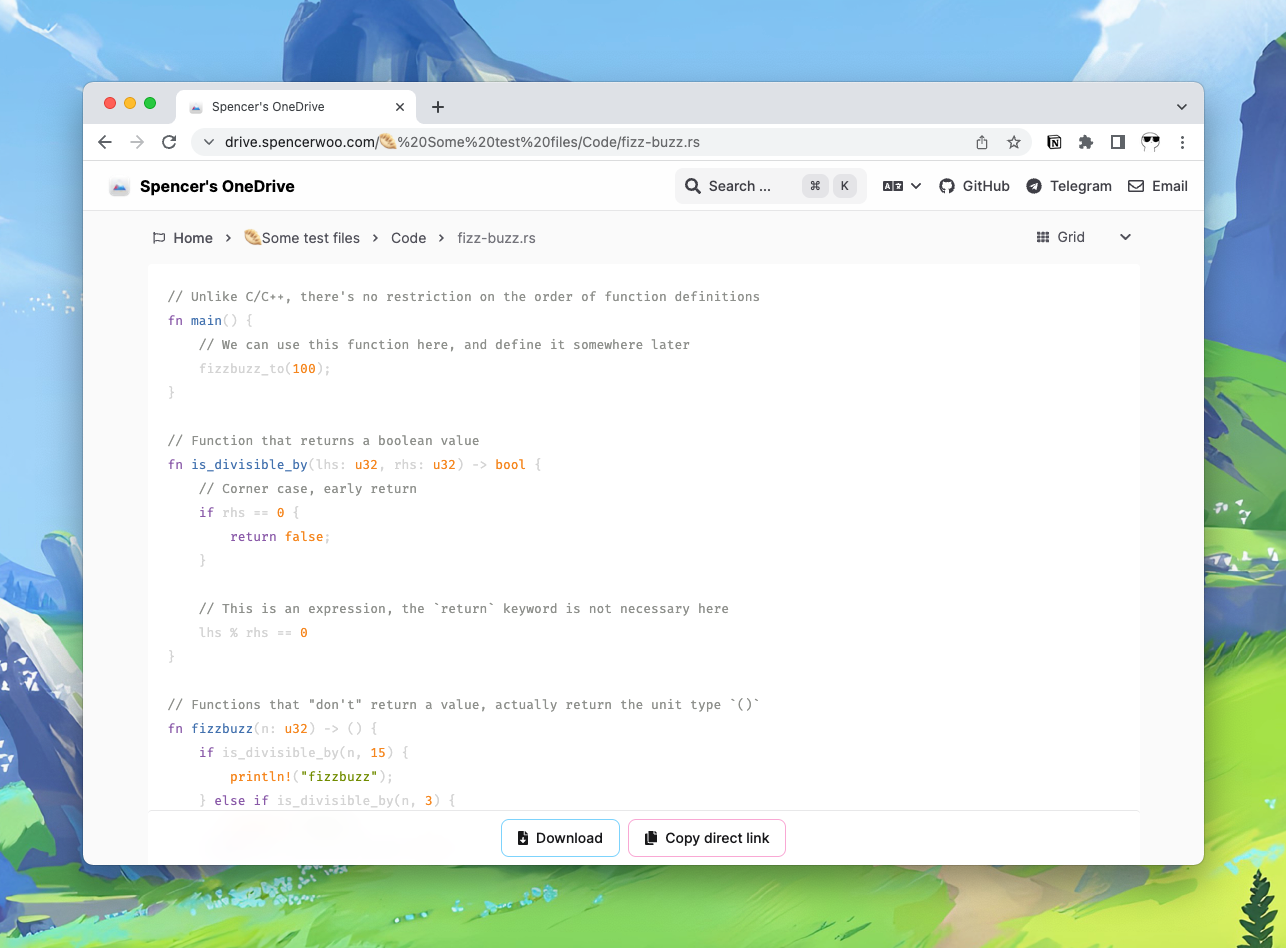 Spencer's OneDrive
drive.spencerwoo.com/🥖%20Some%20test%20files/Code/fizz-buzz.rs
Spencer's OneDrive
Search ...
⌘ K
GitHub
Telegram
Email
Home > 🥖Some test files > Code > fizz-buzz.rs
Grid
// Unlike C/C++, there's no restriction on the order of function definitions
fn main() {
    // We can use this function here, and define it somewhere later
    fizzbuzz_to(100);
}
// Function that returns a boolean value
fn is_divisible_by(lhs: u32, rhs: u32) -> bool {
    // Corner case, early return
    if rhs == 0 {
        return false;
    }
    // This is an expression, the `return` keyword is not necessary here
    lhs % rhs == 0
}
// Functions that "don't" return a value, actually return the unit type `()`
fn fizzbuzz(n: u32) -> () {
    if is_divisible_by(n, 15) {
        println!("fizzbuzz");
    } else if is_divisible_by(n, 3) {
Download
Copy direct link